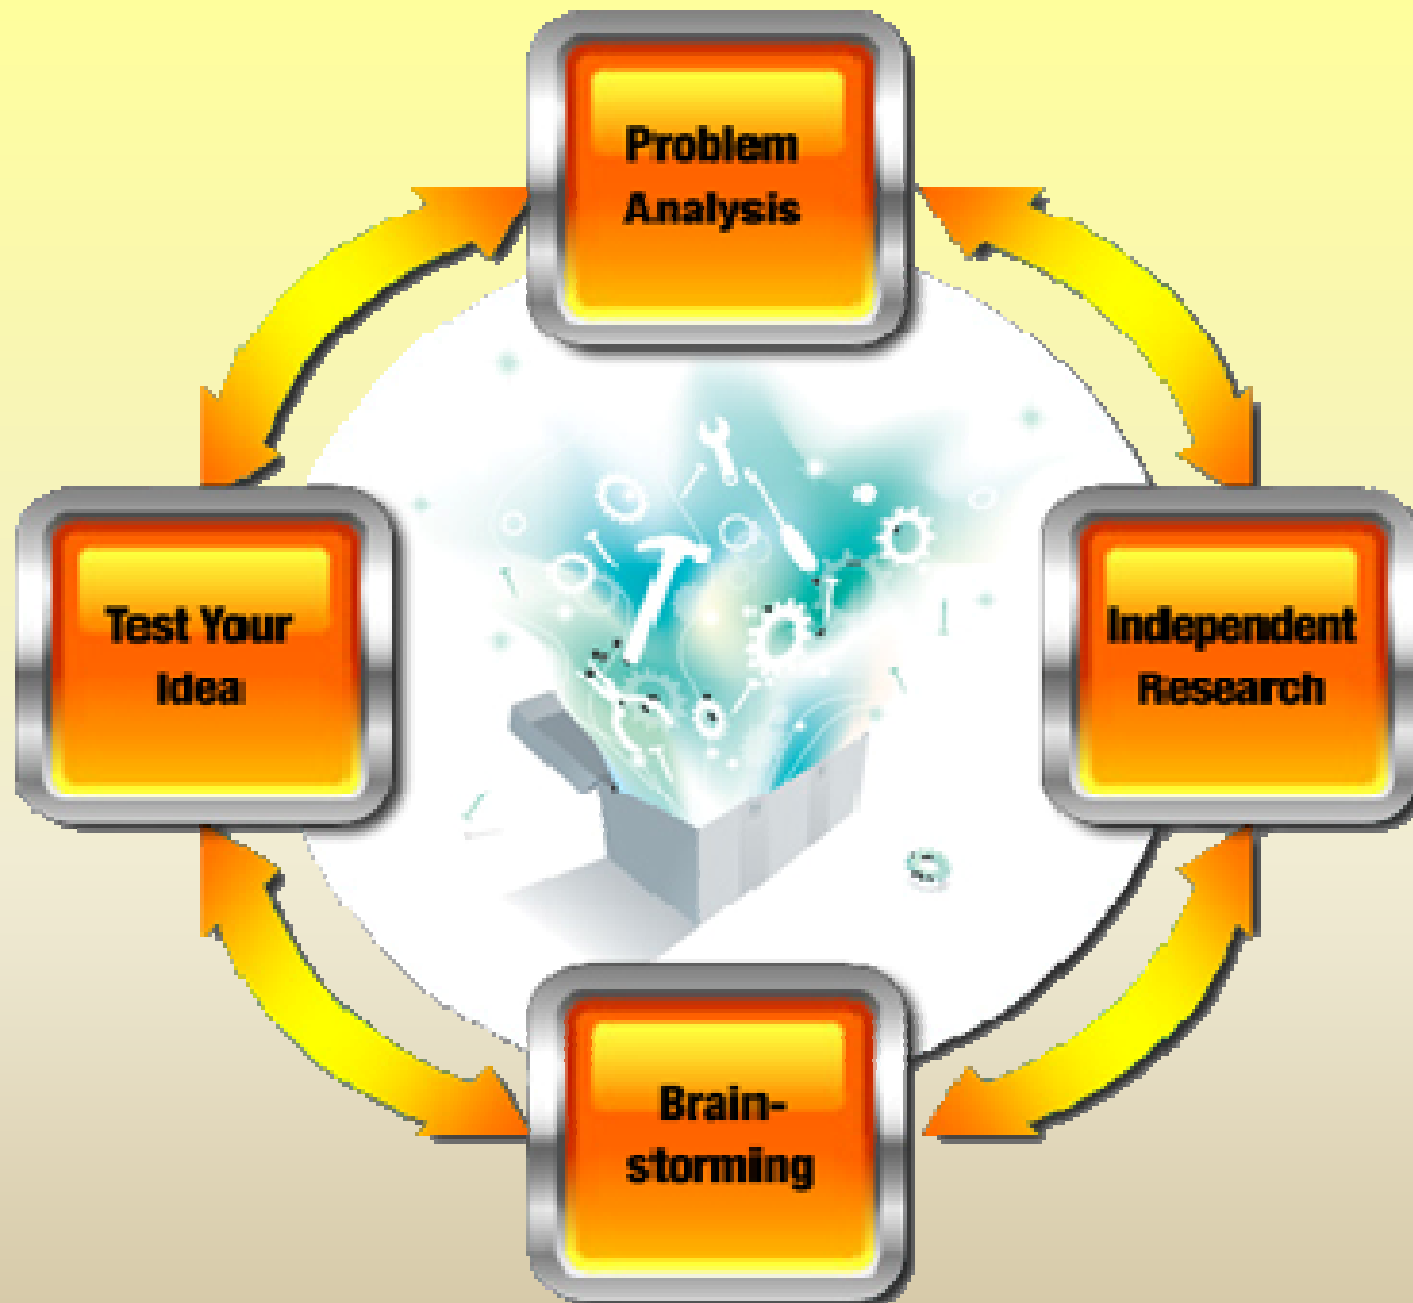 Problem
Analysis
Test Your
Idea
Independent
Research
Brain-
storming